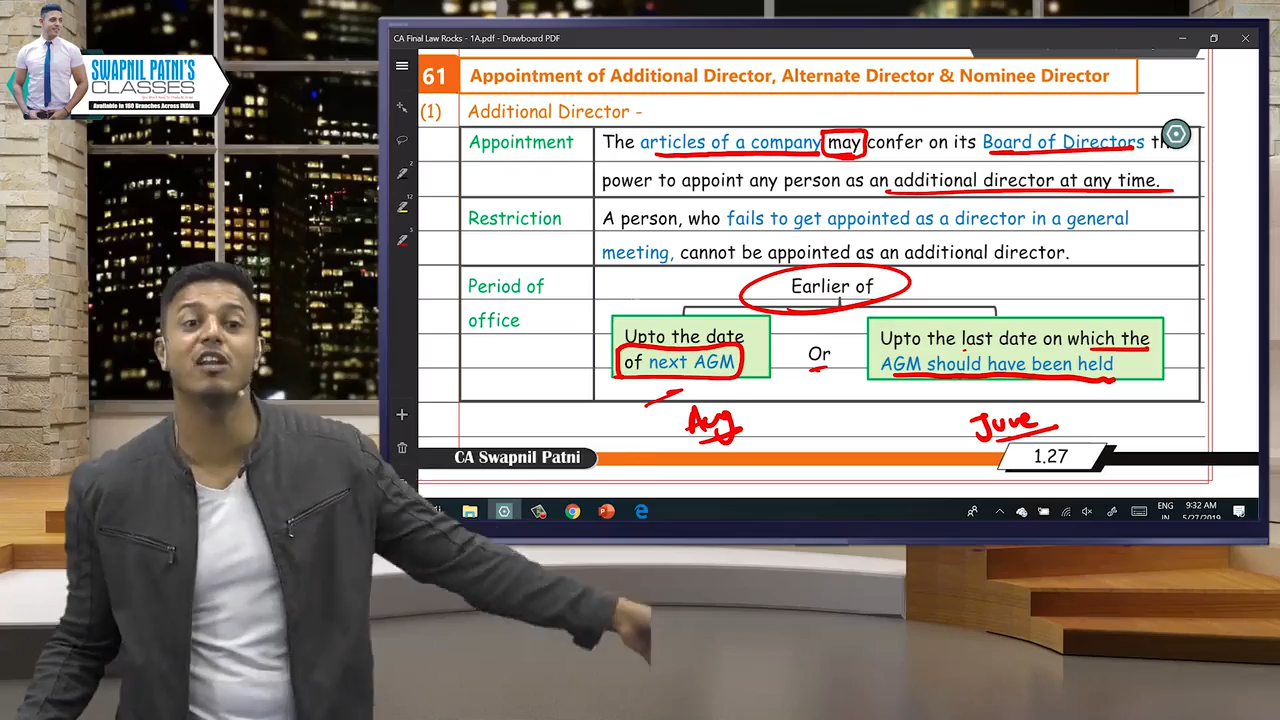 SWAPNIL PATNI'S
CLASSES
Available in 160 Branches Across INDIA
CA Final Law Rocks - 1A.pdf - Drawboard PDF
61 Appointment of Additional Director, Alternate Director & Nominee Director
(1) Additional Director -
Appointment The articles of a company may confer on its Board of Directors th
power to appoint any person as an additional director at any time.
Restriction A person, who fails to get appointed as a director in a general
meeting, cannot be appointed as an additional director.
Period of Earlier of
office
Upto the date Upto the last date on which the
of next AGM Or AGM should have been held
Aug June
CA Swapnil Patni 1.27
ENG 9:32 AM
IN 5/27/2019